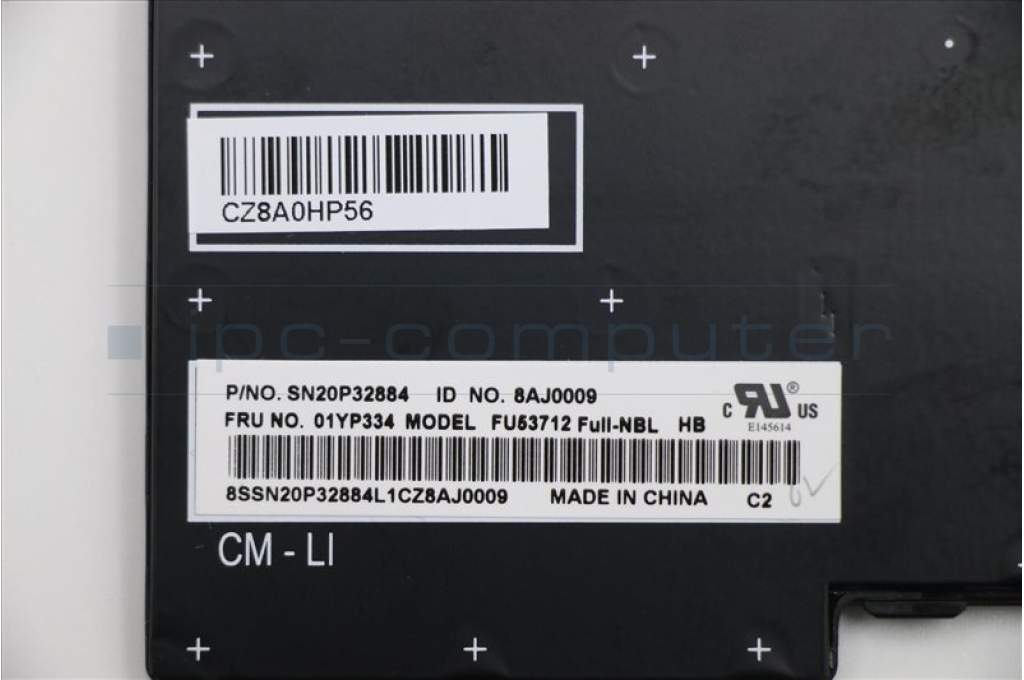 CZ8A0HP56
ipc-computer
P/NO. SN20P32884 ID NO. 8AJ0009
FRU NO. 01YP334 MODEL FU53712 Full-NBL HB
C RU ® US
E145614
8SSN20P32884L1CZ8AJ0009 MADE IN CHINA C2
CM - LI